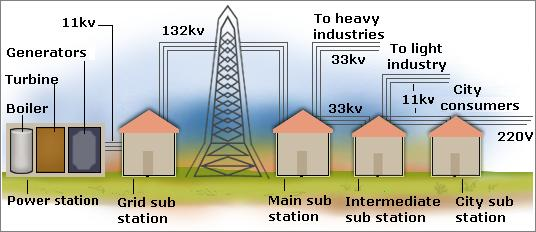 11kv
132kv
To heavy
industries
33kv
To light
industry
11kv
City
consumers
33kv
220V
Generators
Turbine
Boiler
Power station
Grid sub
station
Main sub
station
Intermediate
sub station
City sub
station